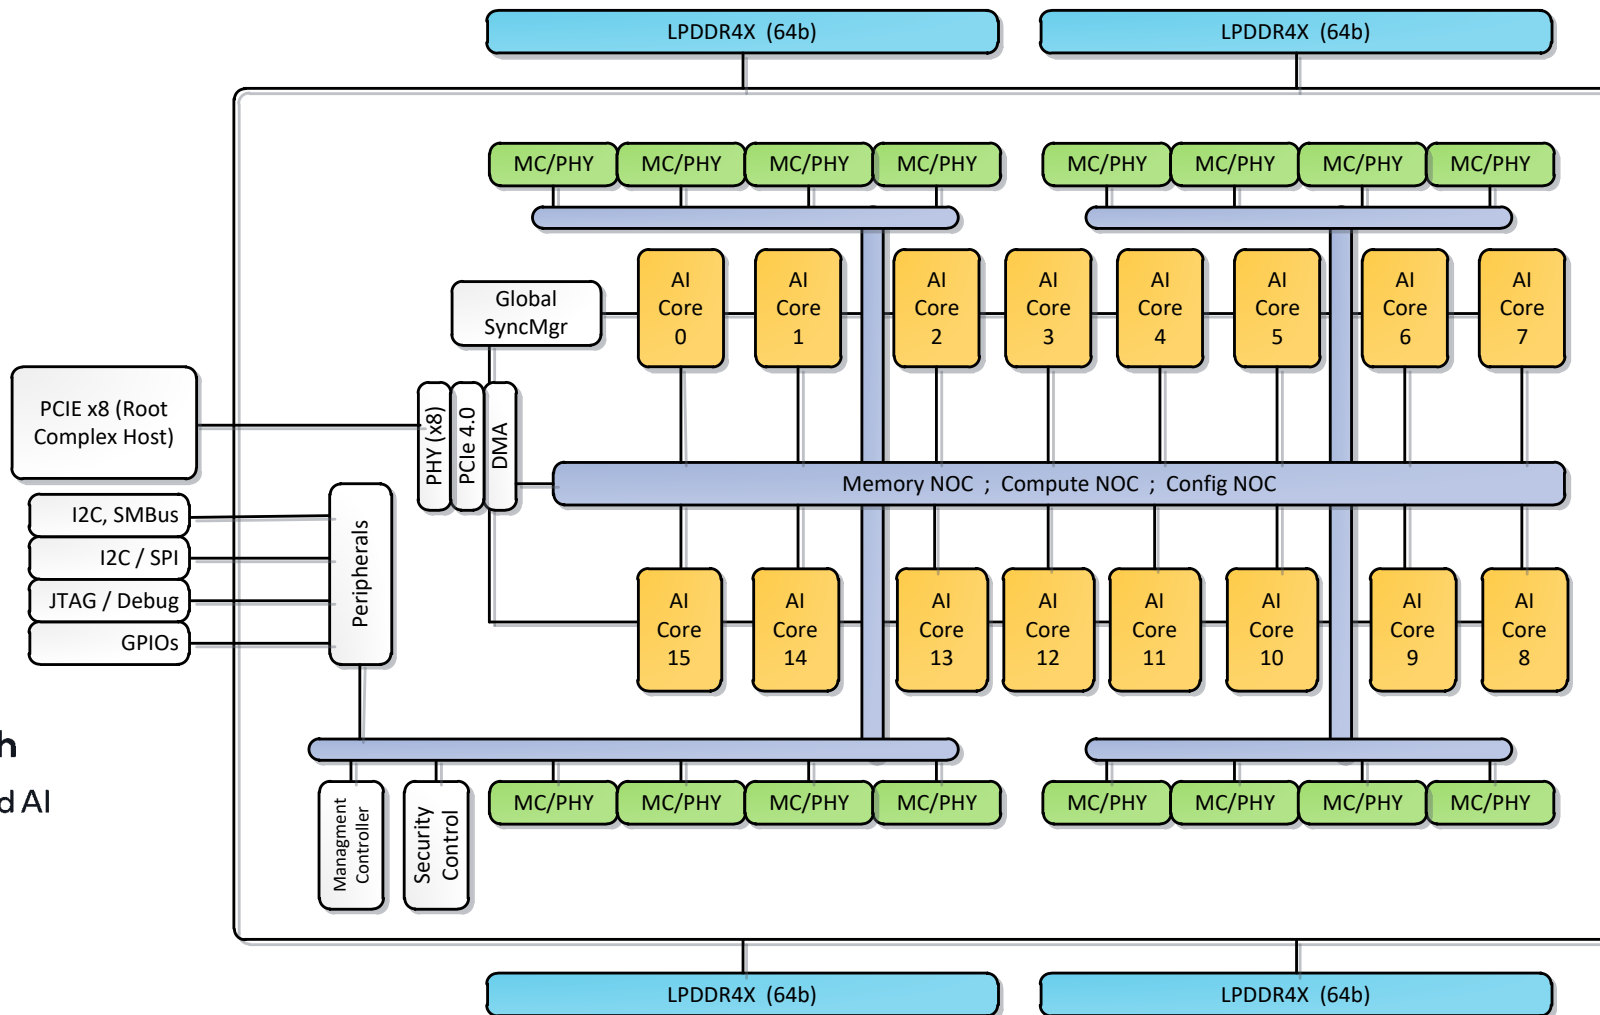 LPDDR4X (64b)
LPDDR4X (64b)
MC/PHY
MC/PHY
MC/PHY
MC/PHY
MC/PHY
MC/PHY
MC/PHY
MC/PHY
Global
SyncMgr
AI
Core
0
AI
Core
1
AI
Core
2
AI
Core
3
AI
Core
4
AI
Core
5
AI
Core
6
AI
Core
7
PCIE x8 (Root
Complex Host)
PHY (x8)
PCIe 4.0
DMA
Memory NOC ; Compute NOC ; Config NOC
I2C, SMBus
I2C / SPI
JTAG / Debug
GPIOs
Peripherals
AI
Core
15
AI
Core
14
AI
Core
13
AI
Core
12
AI
Core
11
AI
Core
10
AI
Core
9
AI
Core
8
h
d AI
Managment
Controller
Security
Control
MC/PHY
MC/PHY
MC/PHY
MC/PHY
MC/PHY
MC/PHY
MC/PHY
MC/PHY
LPDDR4X (64b)
LPDDR4X (64b)